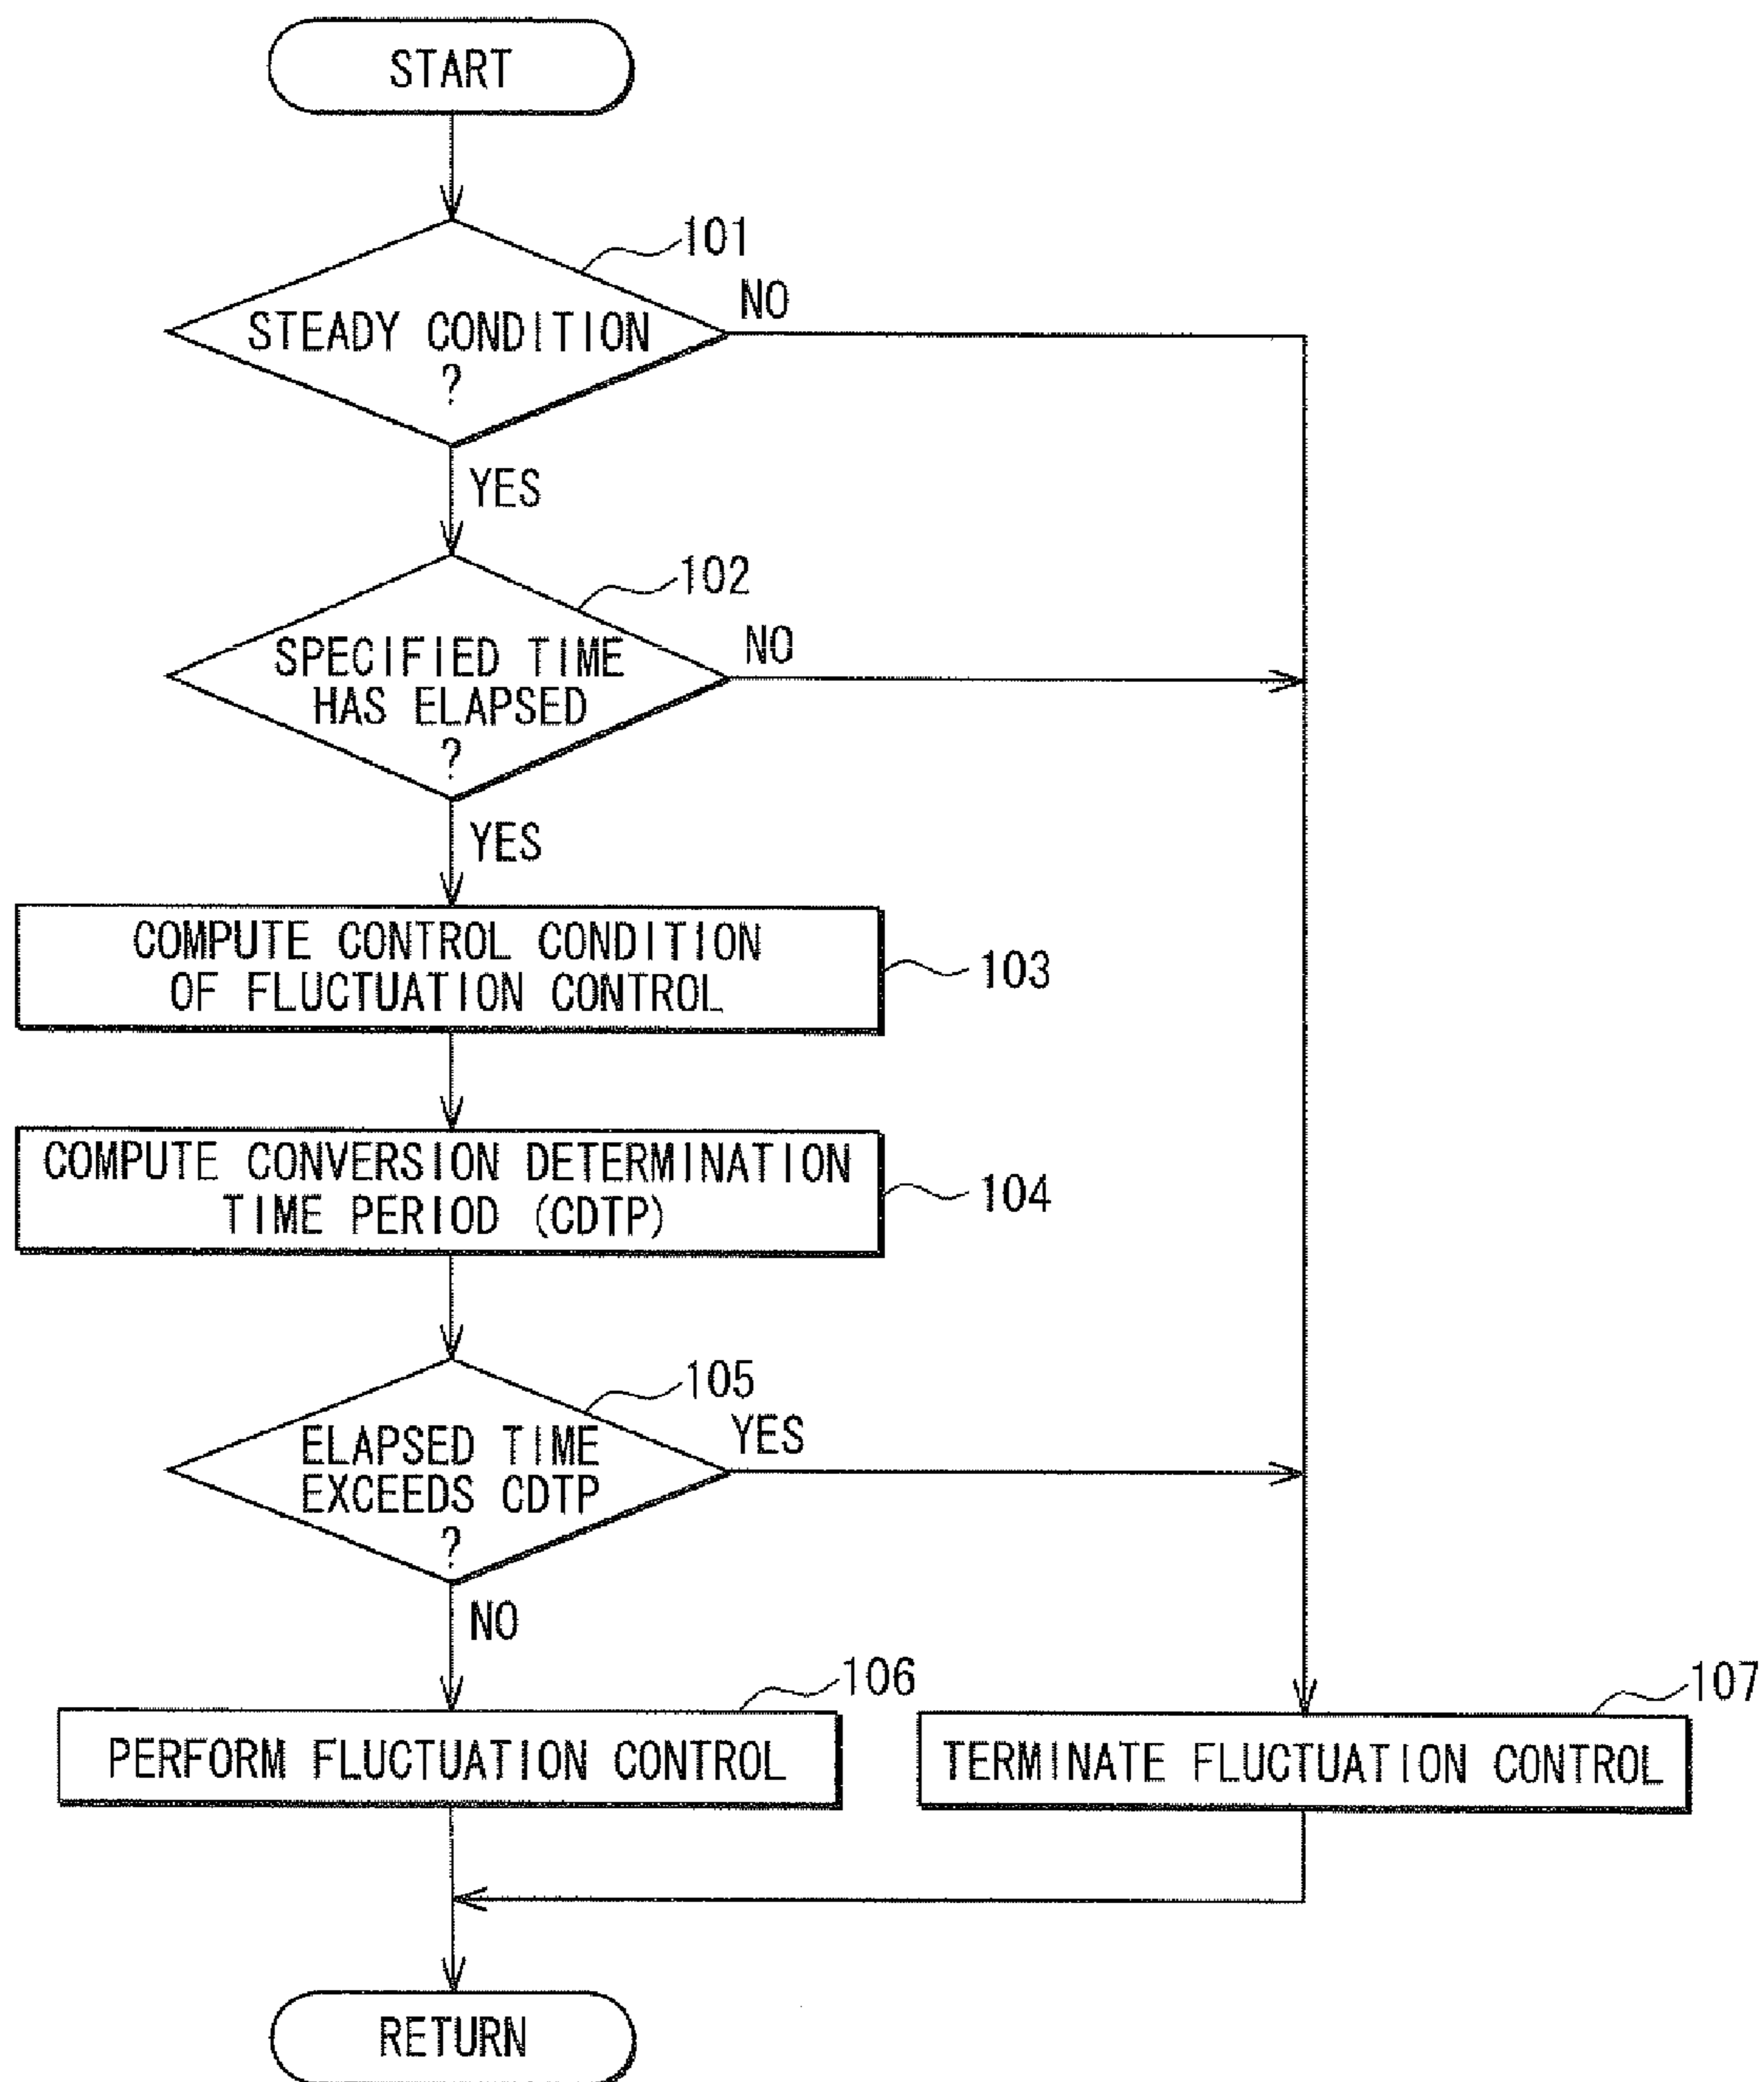 START
101
NO
STEADY CONDITION
?
YES
102
NO
SPECIFIED TIME
HAS ELAPSED
?
YES
COMPUTE CONTROL CONDITION
OF FLUCTUATION CONTROL
103
COMPUTE CONVERSION DETERMINATION
TIME PERIOD (CDTP)
104
105
YES
ELAPSED TIME
EXCEEDS CDTP
?
NO
106
107
PERFORM FLUCTUATION CONTROL
TERMINATE FLUCTUATION CONTROL
RETURN